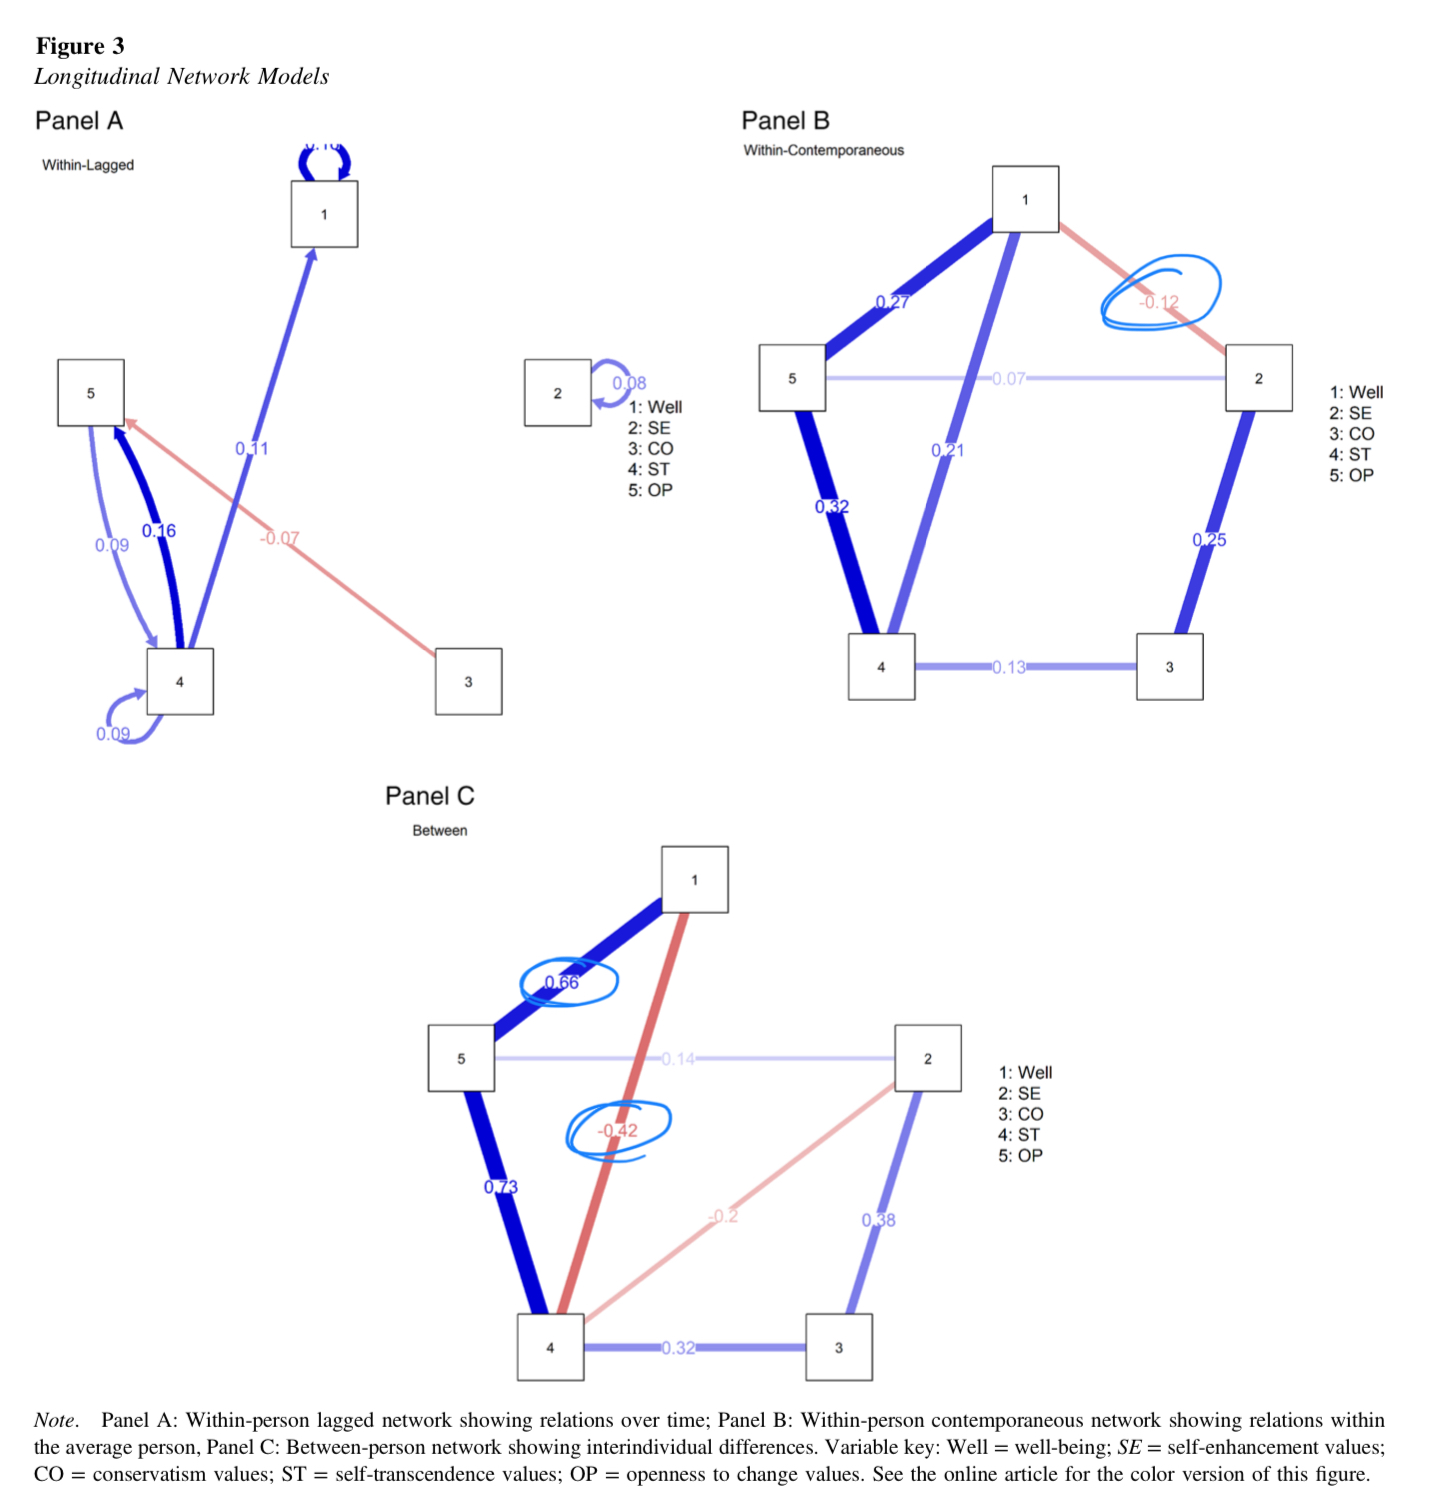 Figure 3
Longitudinal Network Models
Panel A
Within-Lagged
1
5
2
0.08
1: Well
2: SE
3: CO
4: ST
5: OP
0.11
0.16
0.09
-0.07
4
3
0.09
Panel B
Within-Contemporaneous
1
0.27
-0.12
5
0.07
2
1: Well
2: SE
3: CO
4: ST
5: OP
0.21
0.32
0.25
4
0.13
3
Panel C
Between
1
0.66
5
0.14
2
1: Well
2: SE
3: CO
4: ST
5: OP
-0.42
0.73
-0.2
0.38
4
0.32
3
Note. Panel A: Within-person lagged network showing relations over time; Panel B: Within-person contemporaneous network showing relations within
the average person, Panel C: Between-person network showing interindividual differences. Variable key: Well = well-being; SE = self-enhancement values;
CO = conservatism values; ST = self-transcendence values; OP = openness to change values. See the online article for the color version of this figure.